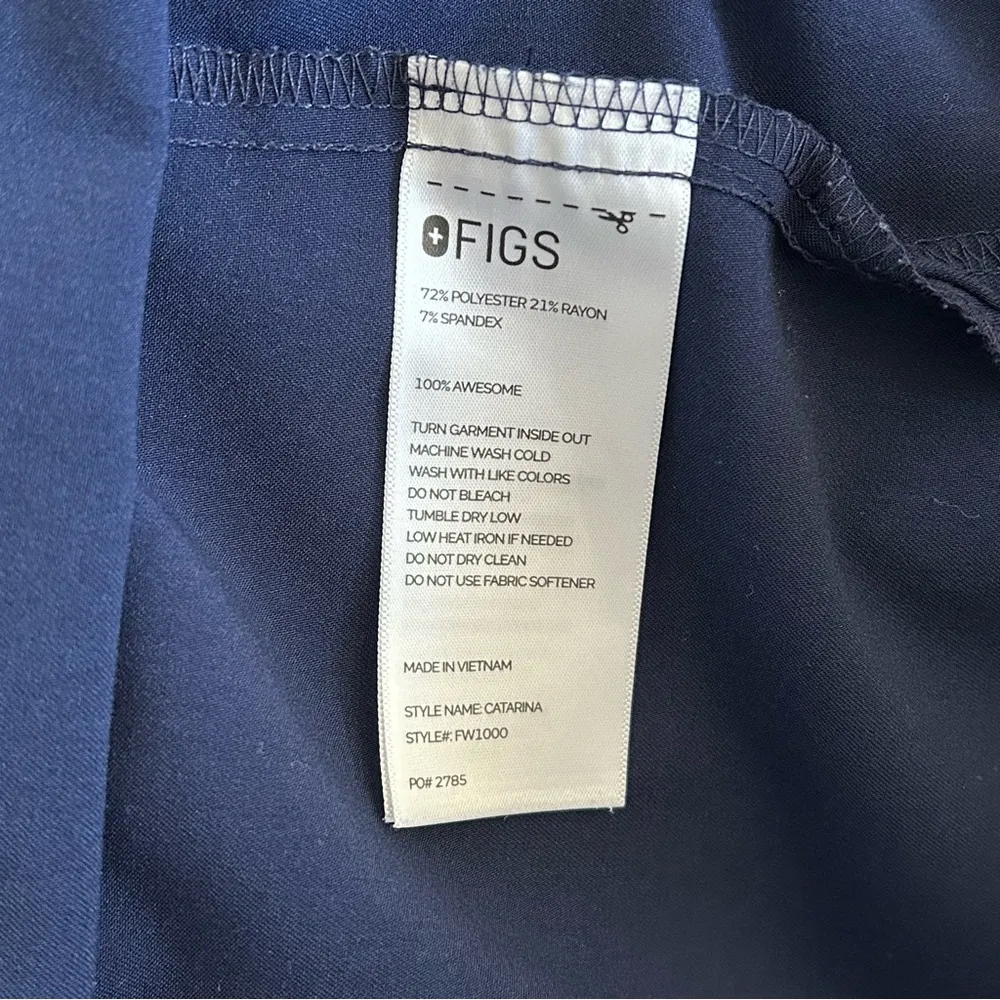 FIGS
72% POLYESTER 21% RAYON
7% SPANDEX
100% AWESOME
TURN GARMENT INSIDE OUT
MACHINE WASH COLD
WASH WITH LIKE COLORS
DO NOT BLEACH
TUMBLE DRY LOW
LOW HEAT IRON IF NEEDED
DO NOT DRY CLEAN
DO NOT USE FABRIC SOFTENER
MADE IN VIETNAM
STYLE NAME: CATARINA
STYLE#: FW1000
PO# 2785